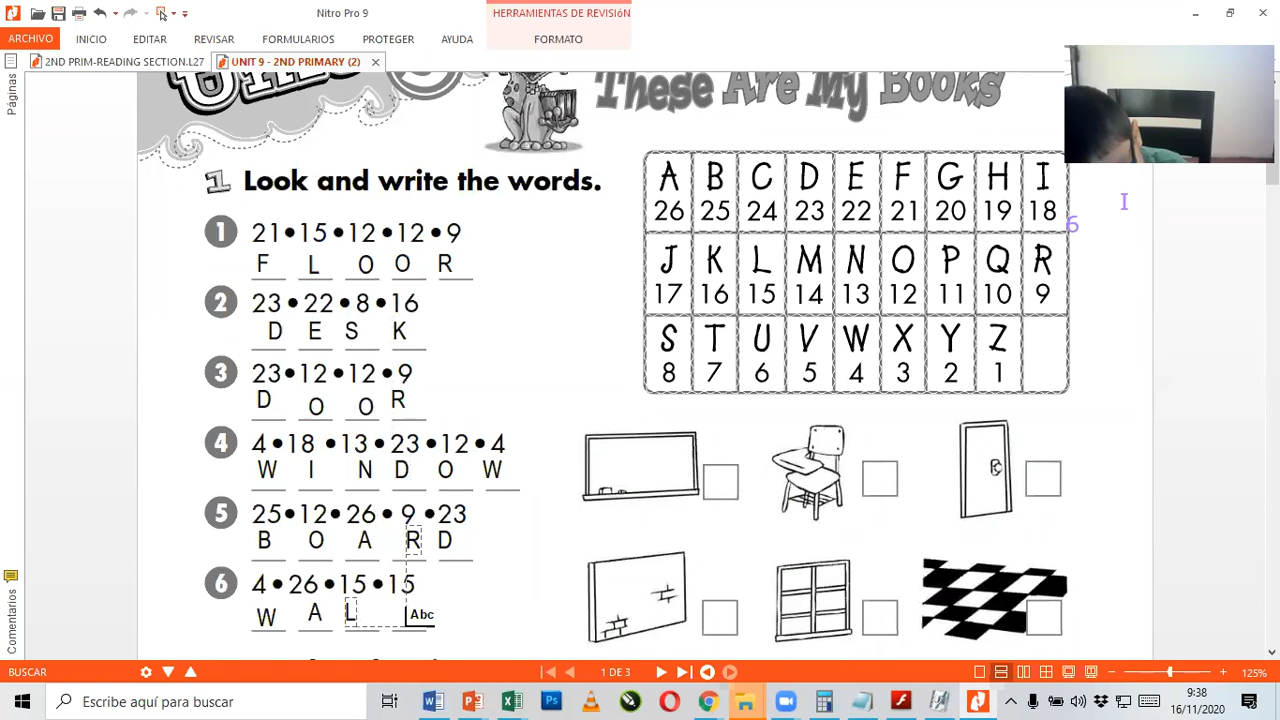 Nitro Pro 9
HERRAMIENTAS DE REVISIÓN
ARCHIVO INICIO EDITAR REVISAR FORMULARIOS PROTEGER AYUDA FORMATO
2ND PRIM-READING SECTION.L27 UNIT 9 - 2ND PRIMARY (2)
Páginas
These Are My Books
1 Look and write the words.
1 21•15•12•12•9
F L O O R
2 23•22•8•16
D E S K
3 23•12•12•9
D O O R
4 4•18•13•23•12•4
W I N D O W
5 25•12•26•9•23
B O A R D
6 4•26•15•15
W A L
Abc
A B C D E F G H I
26 25 24 23 22 21 20 19 18
J K L M N O P Q R
17 16 15 14 13 12 11 10 9
S T U V W X Y Z
8 7 6 5 4 3 2 1
I
6
Comentarios
BUSCAR
1 DE 3
125%
Escribe aquí para buscar
9:38
16/11/2020